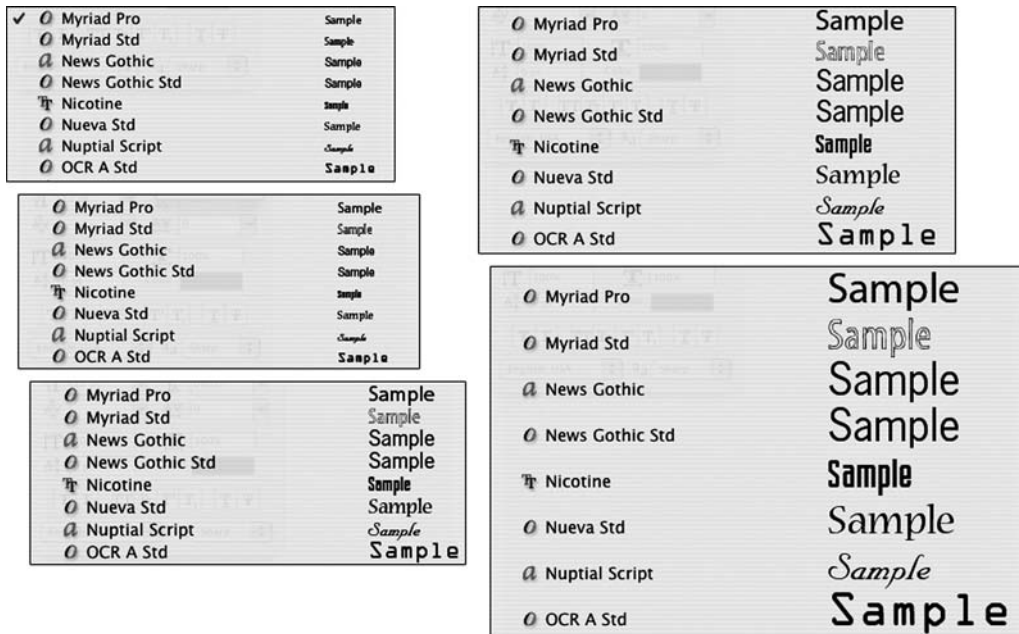 ✓ O Myriad Pro Sample
O Myriad Std Sample
a News Gothic Sample
O News Gothic Std Sample
TT Nicotine Sample
O Nueva Std Sample
a Nuptial Script Sample
O OCR A Std Sample
O Myriad Pro Sample
O Myriad Std Sample
a News Gothic Sample
O News Gothic Std Sample
TT Nicotine Sample
O Nueva Std Sample
a Nuptial Script Sample
O OCR A Std Sample
O Myriad Pro Sample
O Myriad Std Sample
a News Gothic Sample
O News Gothic Std Sample
TT Nicotine Sample
O Nueva Std Sample
a Nuptial Script Sample
O OCR A Std Sample
O Myriad Pro Sample
O Myriad Std Sample
a News Gothic Sample
O News Gothic Std Sample
TT Nicotine Sample
O Nueva Std Sample
a Nuptial Script Sample
O OCR A Std Sample
O Myriad Pro Sample
O Myriad Std Sample
a News Gothic Sample
O News Gothic Std Sample
TT Nicotine Sample
O Nueva Std Sample
a Nuptial Script Sample
O OCR A Std Sample